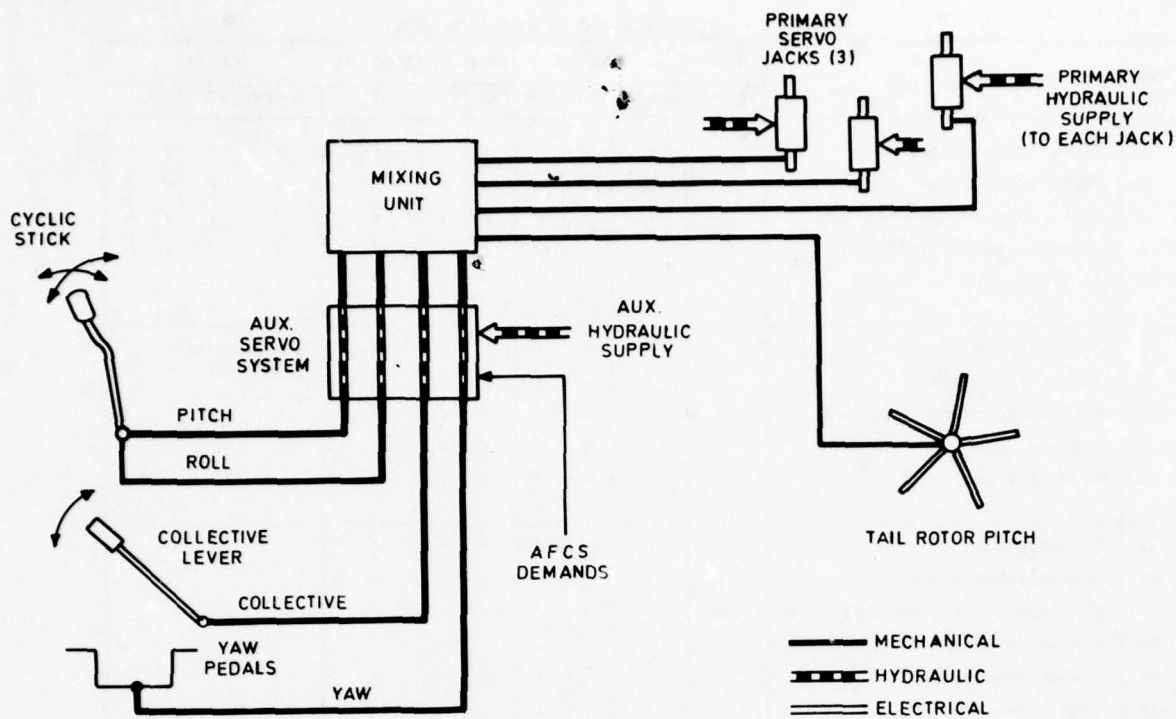 PRIMARY
SERVO
JACKS (3)
PRIMARY
HYDRAULIC
SUPPLY
(TO EACH JACK)
MIXING
UNIT
CYCLIC
STICK
AUX.
SERVO
SYSTEM
AUX.
HYDRAULIC
SUPPLY
PITCH
ROLL
COLLECTIVE
LEVER
AFCS
DEMANDS
TAIL ROTOR PITCH
COLLECTIVE
YAW
PEDALS
YAW
MECHANICAL
HYDRAULIC
ELECTRICAL